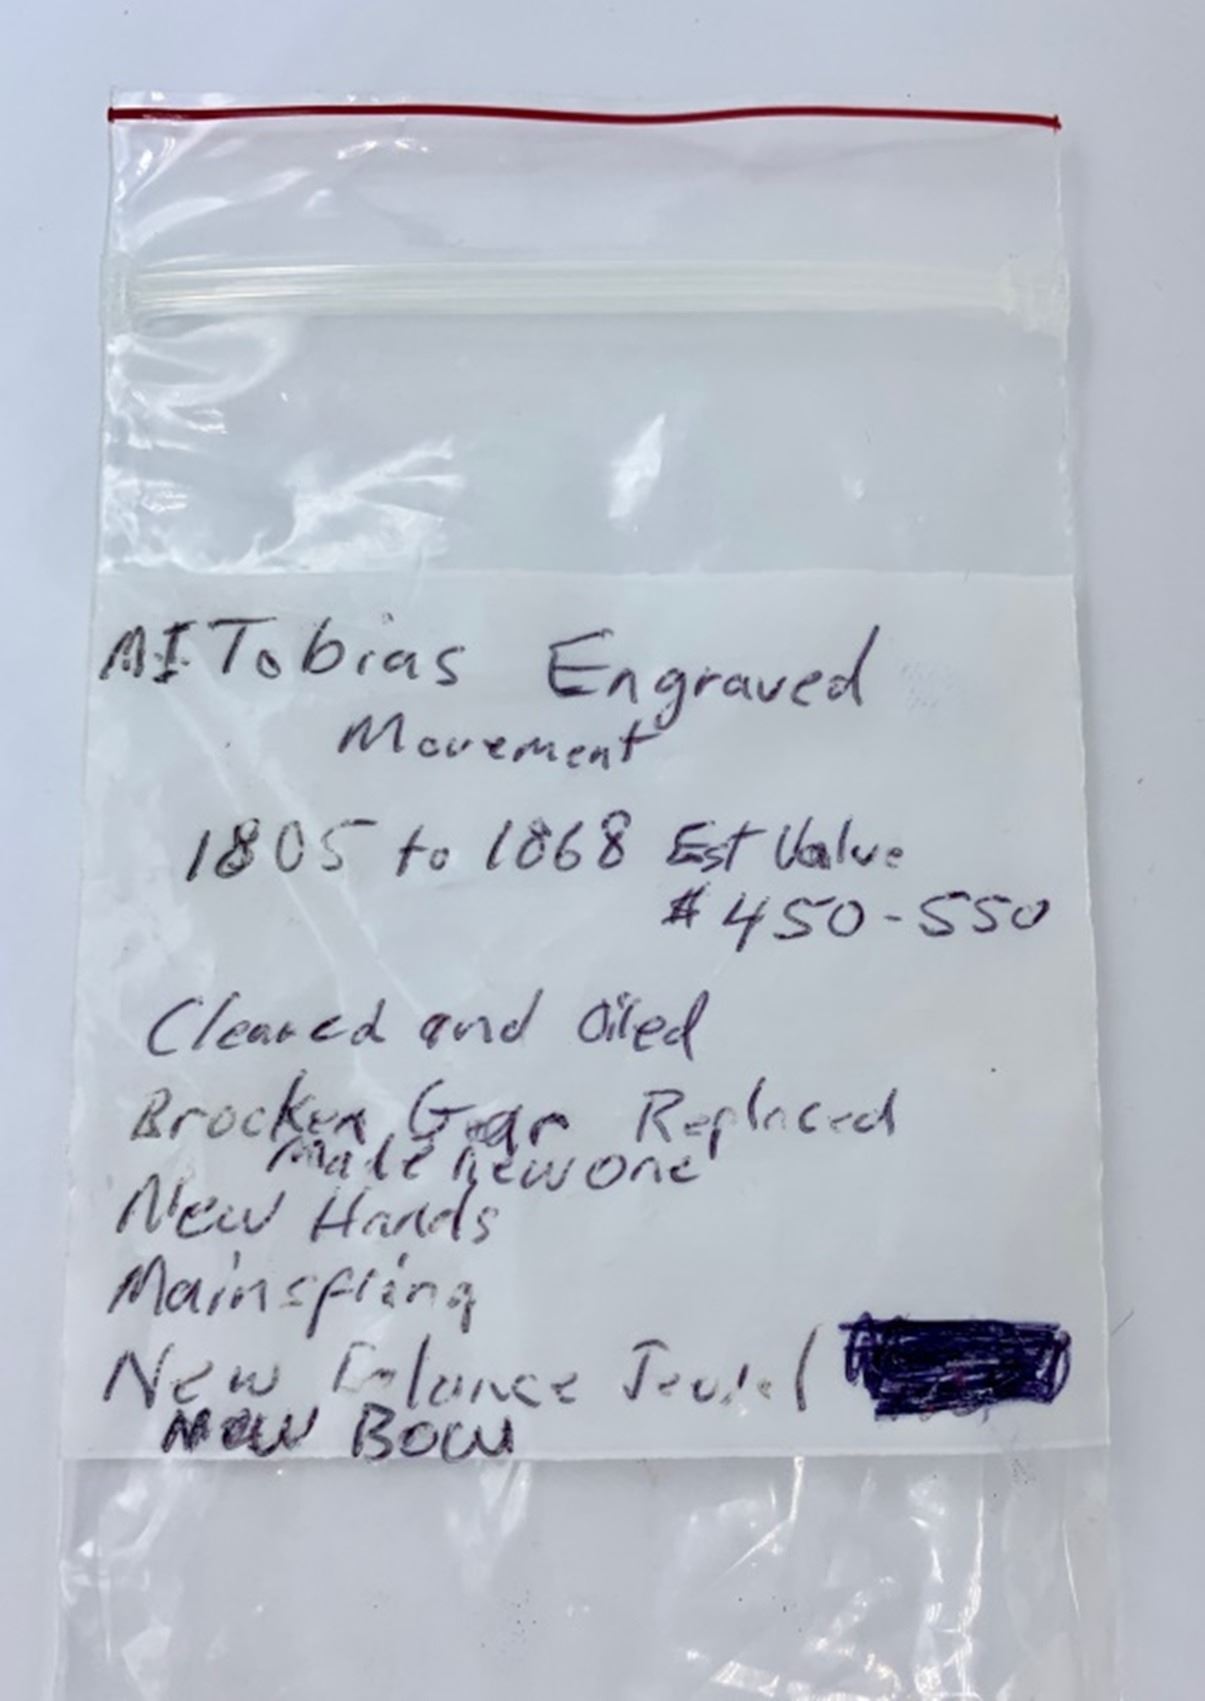 MI Tobias Engraved
Movement
1805 to 1868 Est Value
$450-550
Cleaned and Oiled
Brocken Gear Replaced
Made new one
New Hands
Mainspring
New Balance Jewel
New Bow